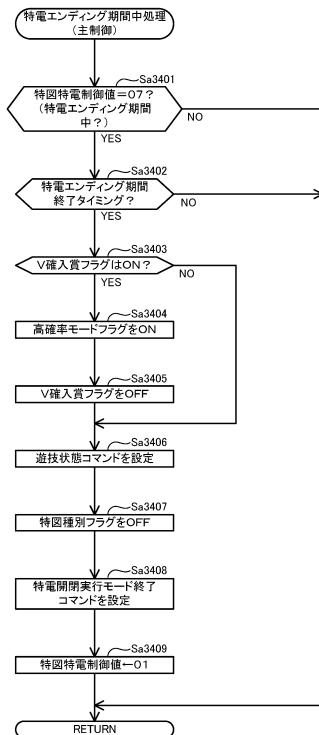 特電エンディング期間中処理
(主制御)
Sa3401
特図特電制御値＝07？
(特電エンディング期間
中？)
NO
YES
Sa3402
特電エンディング期間
終了タイミング？
NO
YES
Sa3403
V確入賞フラグはON？
NO
YES
Sa3404
高確率モードフラグをON
Sa3405
V確入賞フラグをOFF
Sa3406
遊技状態コマンドを設定
Sa3407
特図種別フラグをOFF
Sa3408
特電開閉実行モード終了
コマンドを設定
Sa3409
特図特電制御値←01
RETURN